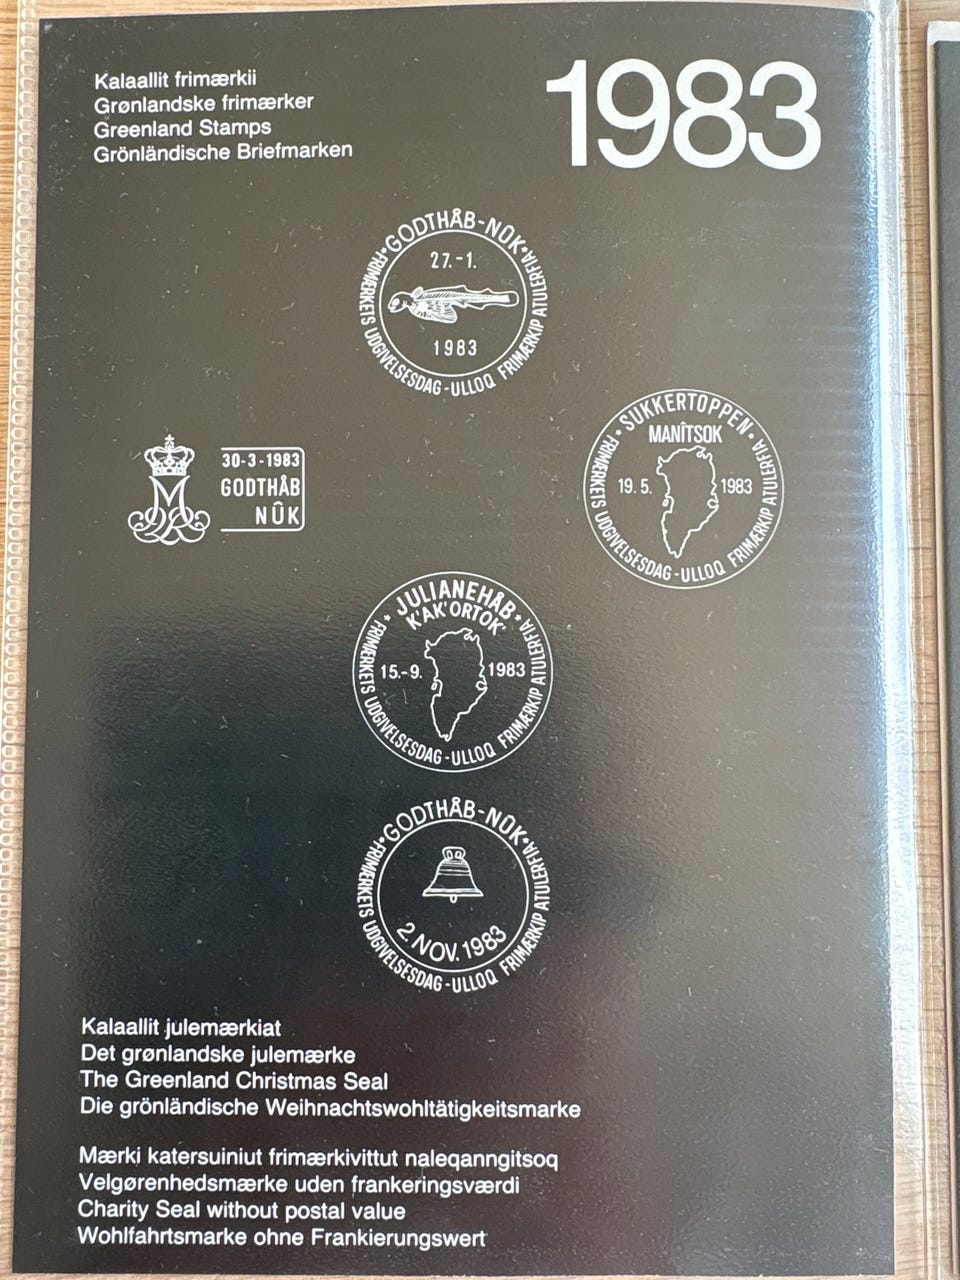 Kalaallit frimærkii
Grønlandske frimærker
Greenland Stamps
Grönländische Briefmarken
1983
GODTHÅB-NÛK
27.-1.
1983
FRIMÆRKETS UDGIVELSESDAG-ULLOQ FRIMÆRKIP ATULERFIA
SUKKERTOPPEN
MANÎTSOK
19. 5. 1983
FRIMÆRKETS UDGIVELSESDAG-ULLOQ FRIMÆRKIP ATULERFIA
30-3-1983
GODTHÅB
NÛK
JULIANEHÅB
K'AK'ORTOK'
15.-9. 1983
FRIMÆRKETS UDGIVELSESDAG-ULLOQ FRIMÆRKIP ATULERFIA
GODTHÅB-NÛK
2. NOV. 1983
FRIMÆRKETS UDGIVELSESDAG-ULLOQ FRIMÆRKIP ATULERFIA
Kalaallit julemærkiat
Det grønlandske julemærke
The Greenland Christmas Seal
Die grönländische Weihnachtswohltätigkeitsmarke
Mærki katersuiniut frimærkivittut naleqanngitsoq
Velgørenhedsmærke uden frankeringsværdi
Charity Seal without postal value
Wohlfahrtsmarke ohne Frankierungswert